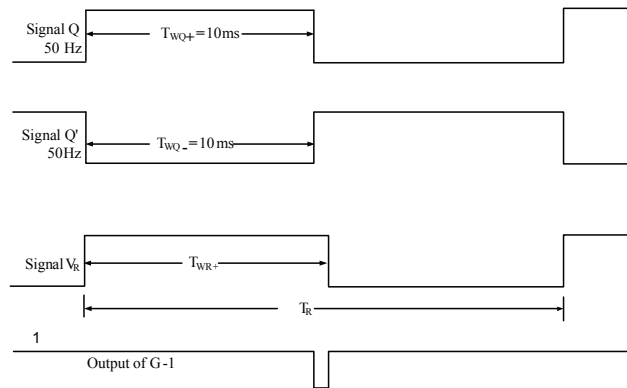 Signal Q
50 Hz
TWQ+=10ms
Signal Q'
50Hz
TWQ-=10ms
Signal VR
TWR+
TR
1
Output of G-1